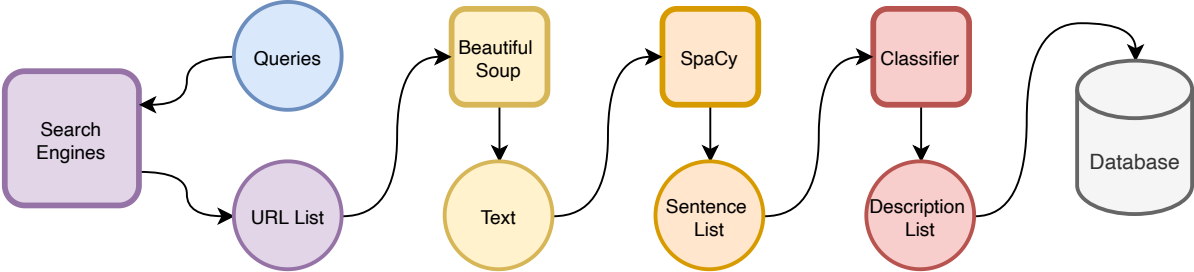 Queries
Search
Engines
URL List
Beautiful
Soup
Text
SpaCy
Sentence
List
Classifier
Description
List
Database